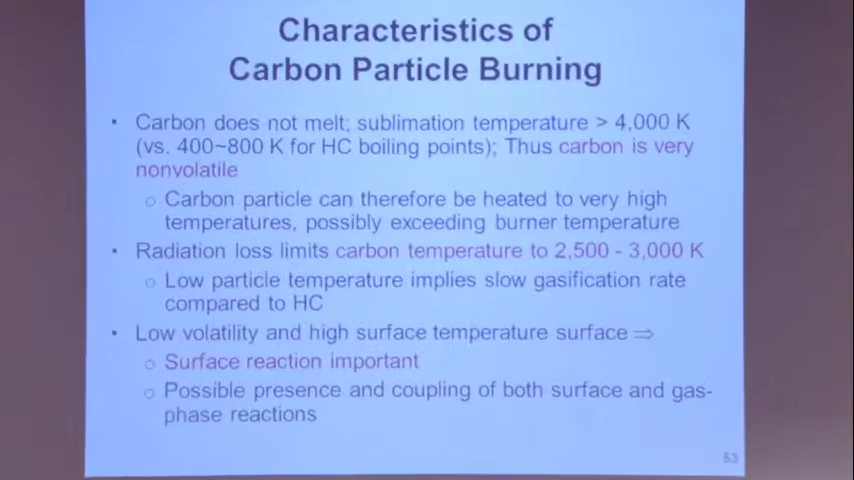 Characteristics of
Carbon Particle Burning
• Carbon does not melt; sublimation temperature > 4,000 K
(vs. 400~800 K for HC boiling points); Thus carbon is very
nonvolatile
○ Carbon particle can therefore be heated to very high
temperatures, possibly exceeding burner temperature
• Radiation loss limits carbon temperature to 2,500 - 3,000 K
○ Low particle temperature implies slow gasification rate
compared to HC
• Low volatility and high surface temperature surface ⇒
○ Surface reaction important
○ Possible presence and coupling of both surface and gas-
phase reactions
53